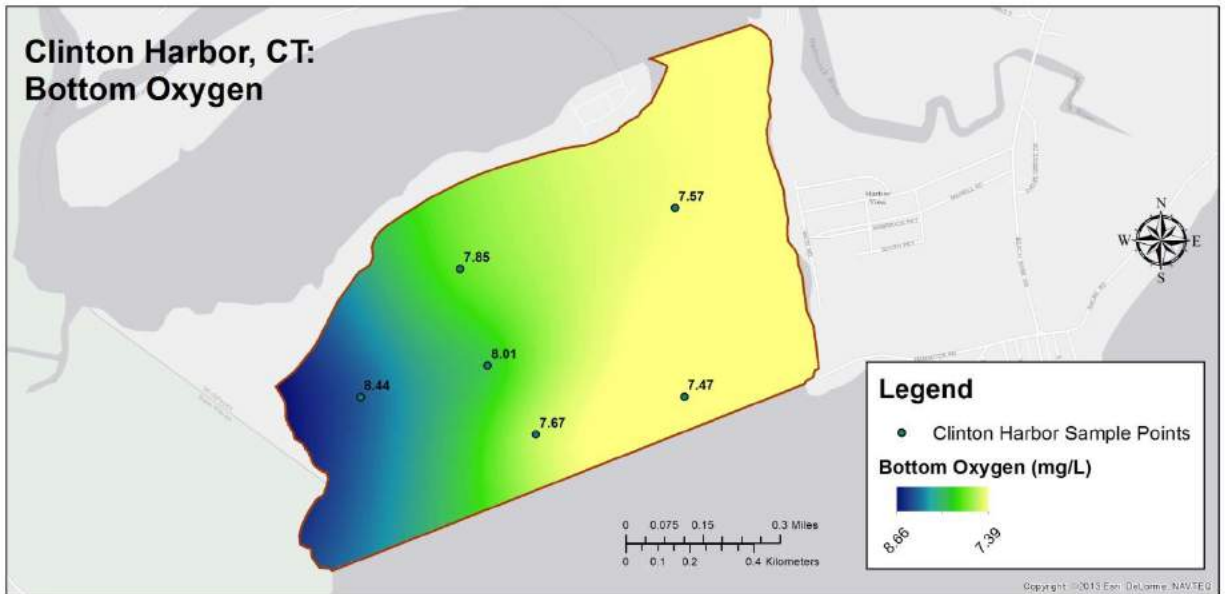 Clinton Harbor, CT:
Bottom Oxygen
7.57
7.85
8.01
8.44
7.47
7.67
Harbor
View
N
W E
S
Legend
Clinton Harbor Sample Points
Bottom Oxygen (mg/L)
8.66 7.39
0 0.075 0.15 0.3 Miles
0 0.1 0.2 0.4 Kilometers
Copyright: ©2013 Esri, DeLorme, NAVTEQ